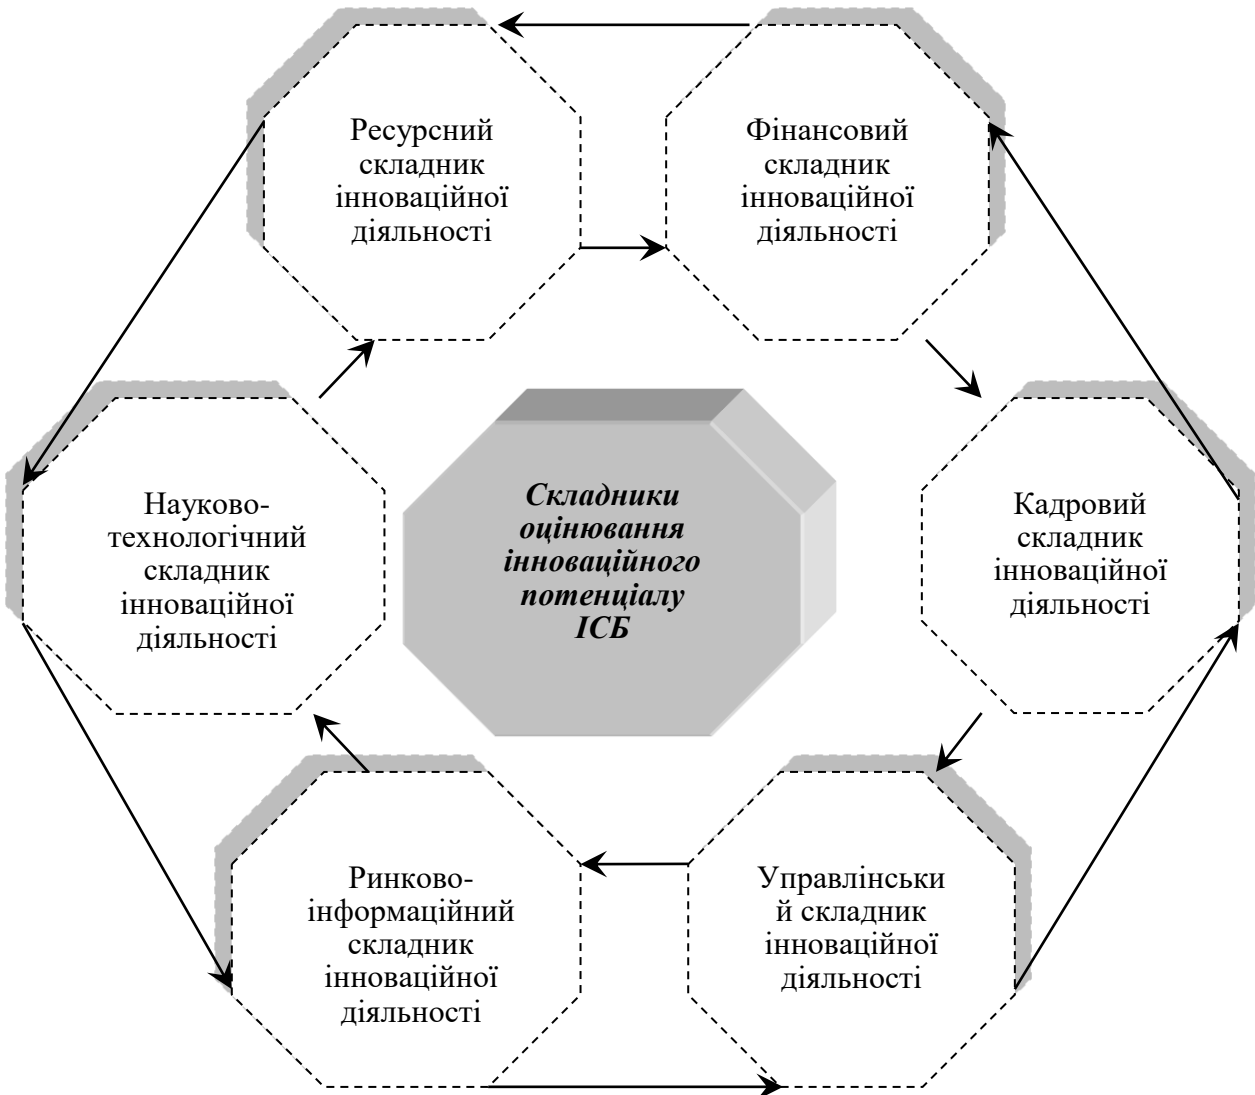 Ресурсний
складник
інноваційної
діяльності
Фінансовий
складник
інноваційної
діяльності
Науково-
технологічний
складник
інноваційної
діяльності
Складники
оцінювання
інноваційного
потенціалу
ІСБ
Кадровий
складник
інноваційної
діяльності
Ринково-
інформаційний
складник
інноваційної
діяльності
Управлінськи
й складник
інноваційної
діяльності